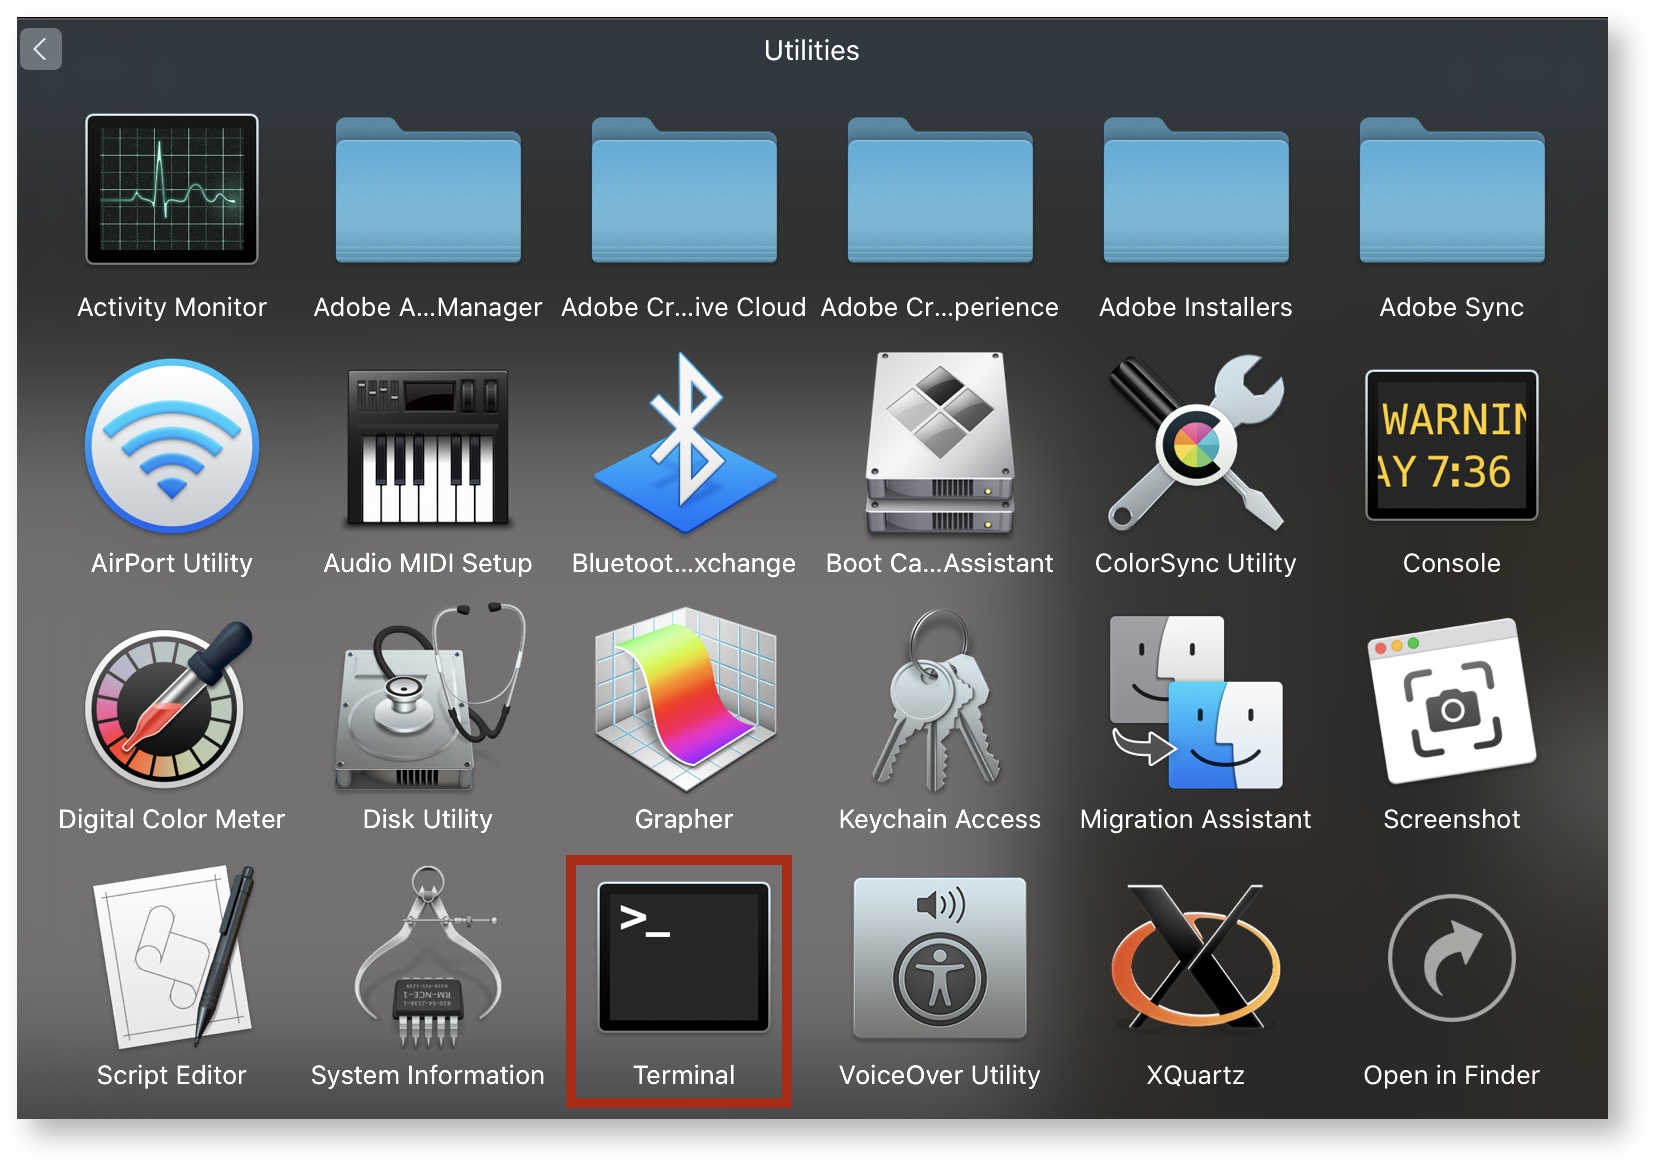 Utilities
Activity Monitor
Adobe A...Manager
Adobe Cr...ive Cloud
Adobe Cr...perience
Adobe Installers
Adobe Sync
WARNIN
AY 7:36
AirPort Utility
Audio MIDI Setup
Bluetoot...xchange
Boot Ca...Assistant
ColorSync Utility
Console
Digital Color Meter
Disk Utility
Grapher
Keychain Access
Migration Assistant
Screenshot
>_
Script Editor
System Information
Terminal
VoiceOver Utility
XQuartz
Open in Finder